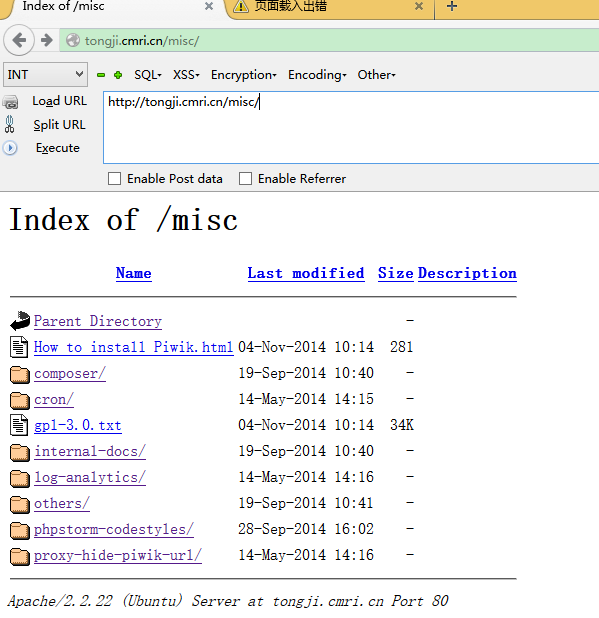 Index of /misc
页面载入出错
tongji.cmri.cn/misc/
INT SQL XSS Encryption Encoding Other
Load URL http://tongji.cmri.cn/misc/
Split URL
Execute
Enable Post data Enable Referrer
Index of /misc
Name Last modified Size Description
Parent Directory -
How to install Piwik.html 04-Nov-2014 10:14 281
composer/ 19-Sep-2014 10:40 -
cron/ 14-May-2014 14:15 -
gpl-3.0.txt 04-Nov-2014 10:14 34K
internal-docs/ 19-Sep-2014 10:40 -
log-analytics/ 14-May-2014 14:16 -
others/ 19-Sep-2014 10:41 -
phpstorm-codestyles/ 28-Sep-2014 16:02 -
proxy-hide-piwik-url/ 14-May-2014 14:16 -
Apache/2.2.22 (Ubuntu) Server at tongji.cmri.cn Port 80